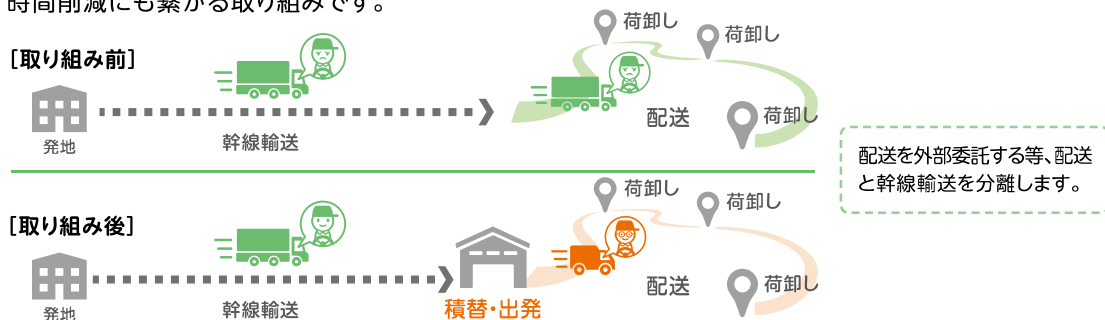 時間削減にも繋がる取り組みです。
[取り組み前]
荷卸し
荷卸し
荷卸し
配送
発地
幹線輸送
配送を外部委託する等、配送
と幹線輸送を分離します。
[取り組み後]
荷卸し
荷卸し
荷卸し
配送
発地
幹線輸送
積替・出発